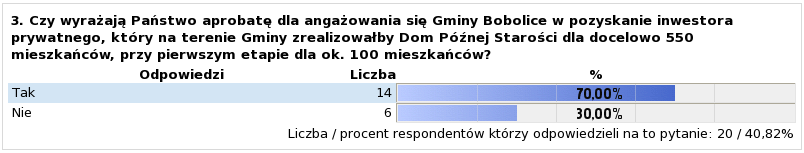 3. Czy wyrażają Państwo aprobatę dla angażowania się Gminy Bobolice w pozyskanie inwestora
prywatnego, który na terenie Gminy zrealizowałby Dom Późnej Starości dla docelowo 550
mieszkańców, przy pierwszym etapie dla ok. 100 mieszkańców?
Odpowiedzi Liczba %
Tak 14 70,00%
Nie 6 30,00%
Liczba / procent respondentów którzy odpowiedzieli na to pytanie: 20 / 40,82%